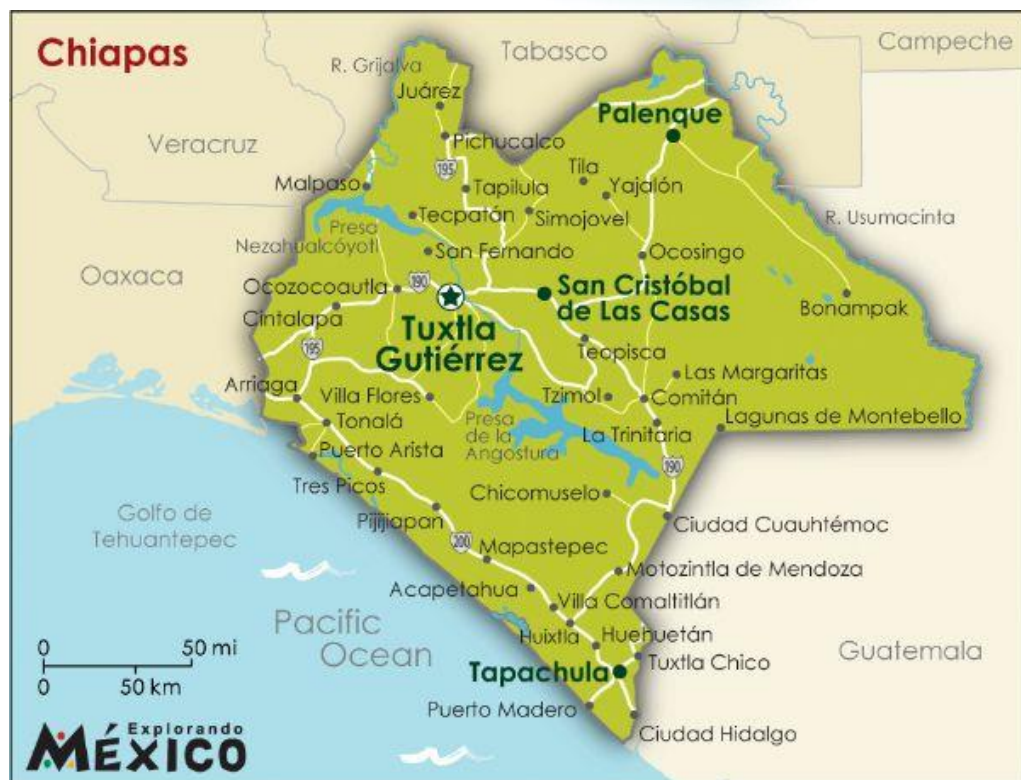 Chiapas
Tabasco
Campeche
R. Grijalva
Juárez
Palenque
Veracruz
Pichucalco
195
Tila
Malpaso
Tapilula
Yajalón
Tecpatán
Simojovel
R. Usumacinta
Presa
Nezahualcóyotl
San Fernando
Ocosingo
Oaxaca
Ocozocoautla
190
San Cristóbal
de Las Casas
Bonampak
Cintalapa
Tuxtla
Gutiérrez
195
Teopisca
Arriaga
Villa Flores
Tzimol
Las Margaritas
Comitán
Tonalá
Presa
de la
Angostura
La Trinitaria
Lagunas de Montebello
Puerto Arista
190
Tres Picos
Chicomuselo
Golfo de
Tehuantepec
Pijijiapan
Ciudad Cuauhtémoc
200
Mapastepec
Motozintla de Mendoza
Acapetahua
Villa Comaltitlán
Pacific
Ocean
Huixtla
Huehuetán
0 50 mi
0 50 km
Tapachula
Tuxtla Chico
Guatemala
Puerto Madero
Ciudad Hidalgo
Explorando
MÉXICO